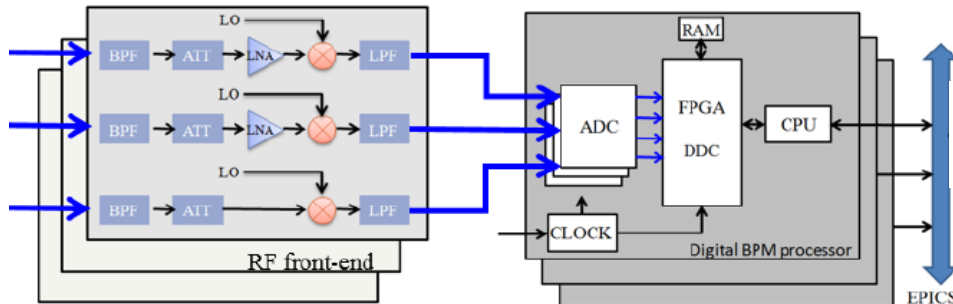 LO
BPF ATT LNA LPF
LO
BPF ATT LNA LPF
LO
BPF ATT LPF
RF front-end
RAM
ADC
FPGA
DDC
CPU
CLOCK
Digital BPM processor
EPICS